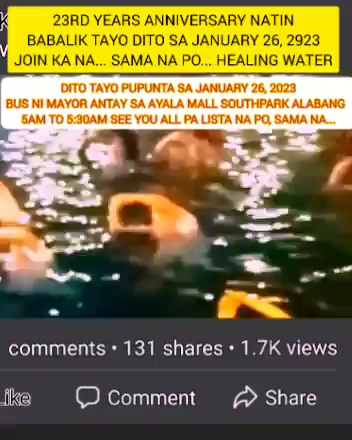 23RD YEARS ANNIVERSARY NATIN
BABALIK TAYO DITO SA JANUARY 26, 2923
JOIN KA NA... SAMA NA PO... HEALING WATER
DITO TAYO PUPUNTA SA JANUARY 26, 2023
BUS NI MAYOR ANTAY SA AYALA MALL SOUTHPARK ALABANG
5AM TO 5:30AM SEE YOU ALL PA LISTA NA PO, SAMA NA...
comments • 131 shares • 1.7K views
Like Comment Share